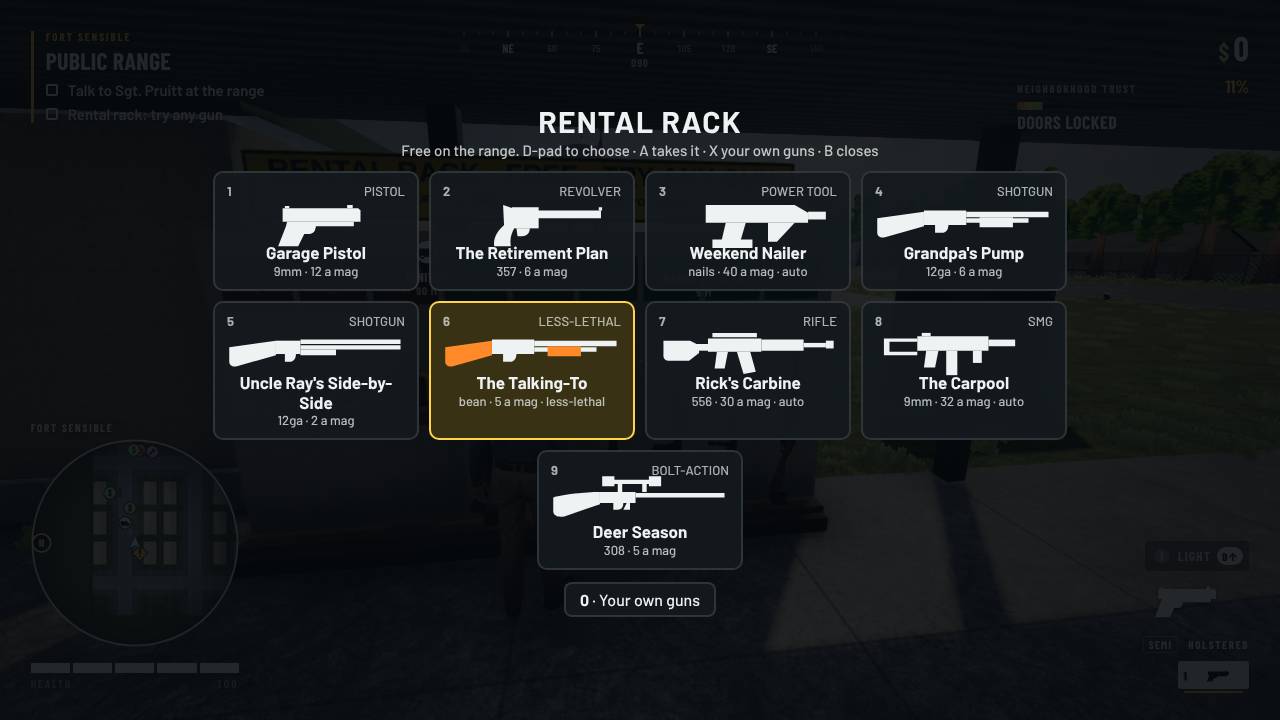 FORT SENSIBLE
PUBLIC RANGE
Talk to Sgt. Pruitt at the range
Rental rack: try any gun
NE 60 75 E 105 120 SE
090
$ 0
11%
NEIGHBORHOOD TRUST
DOORS LOCKED
RENTAL RACK
Free on the range. D-pad to choose · A takes it · X your own guns · B closes
1 PISTOL
Garage Pistol
9mm · 12 a mag
2 REVOLVER
The Retirement Plan
357 · 6 a mag
3 POWER TOOL
Weekend Nailer
nails · 40 a mag · auto
4 SHOTGUN
Grandpa's Pump
12ga · 6 a mag
5 SHOTGUN
Uncle Ray's Side-by-
Side
12ga · 2 a mag
6 LESS-LETHAL
The Talking-To
bean · 5 a mag · less-lethal
7 RIFLE
Rick's Carbine
556 · 30 a mag · auto
8 SMG
The Carpool
9mm · 32 a mag · auto
9 BOLT-ACTION
Deer Season
308 · 5 a mag
0 · Your own guns
FORT SENSIBLE
HEALTH 100
LIGHT
SEMI HOLSTERED
1